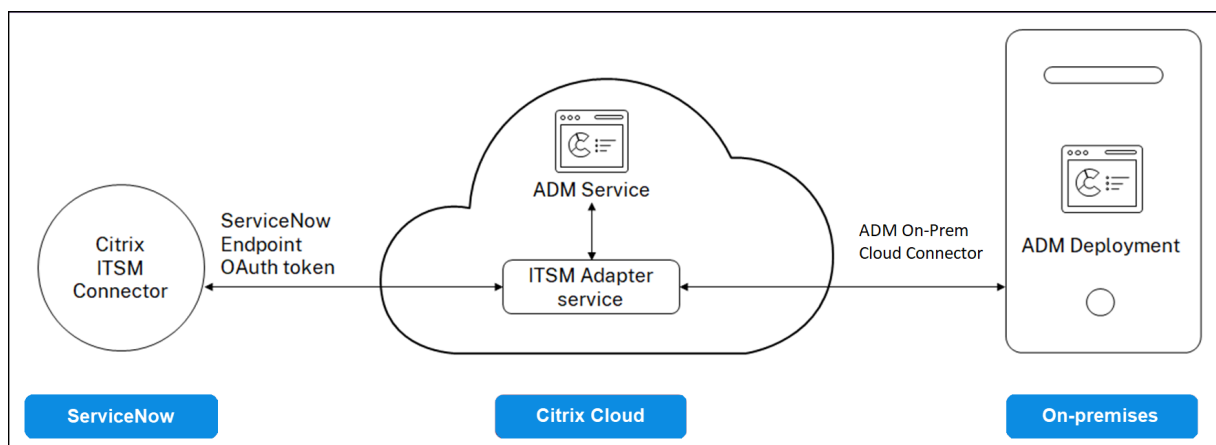 Citrix
ITSM
Connector
ServiceNow
Endpoint
OAuth token
ADM Service
ITSM Adapter
service
ADM On-Prem
Cloud Connector
ADM Deployment
ServiceNow
Citrix Cloud
On-premises